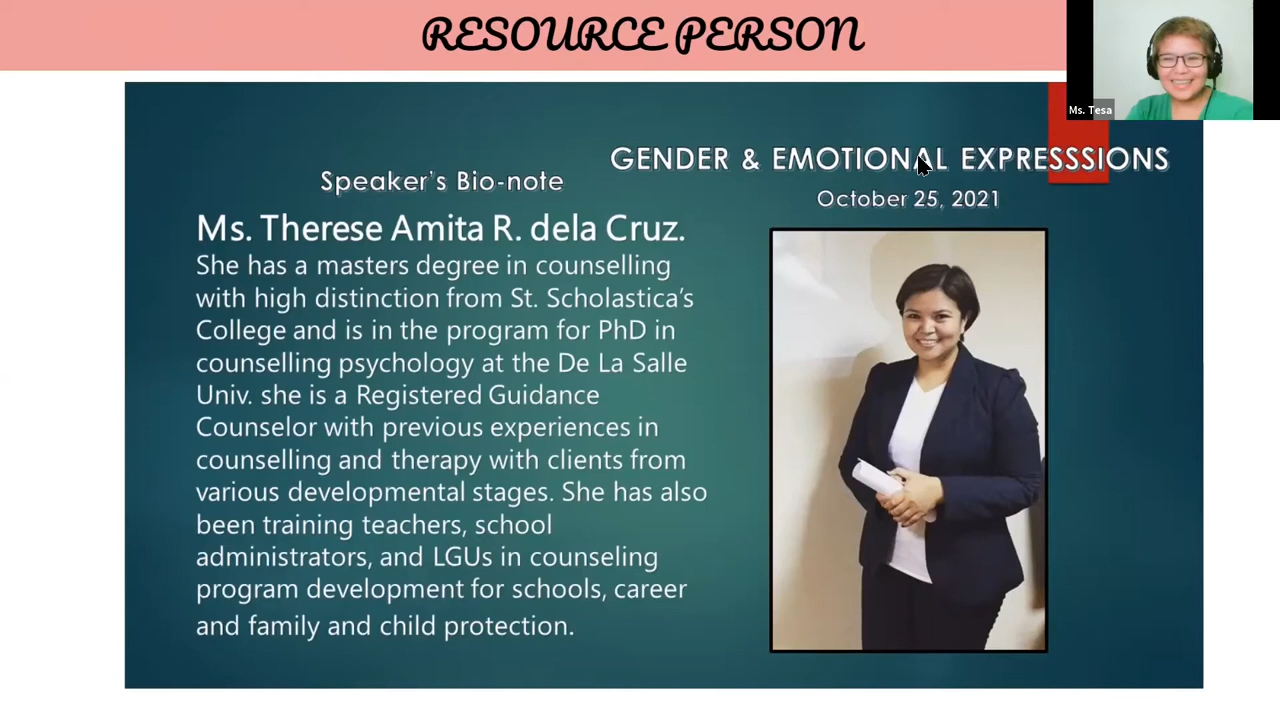 RESOURCE PERSON
Ms. Tesa
GENDER & EMOTIONAL EXPRESSSIONS
October 25, 2021
Speaker's Bio-note
Ms. Therese Amita R. dela Cruz.
She has a masters degree in counselling
with high distinction from St. Scholastica's
College and is in the program for PhD in
counselling psychology at the De La Salle
Univ. she is a Registered Guidance
Counselor with previous experiences in
counselling and therapy with clients from
various developmental stages. She has also
been training teachers, school
administrators, and LGUs in counseling
program development for schools, career
and family and child protection.